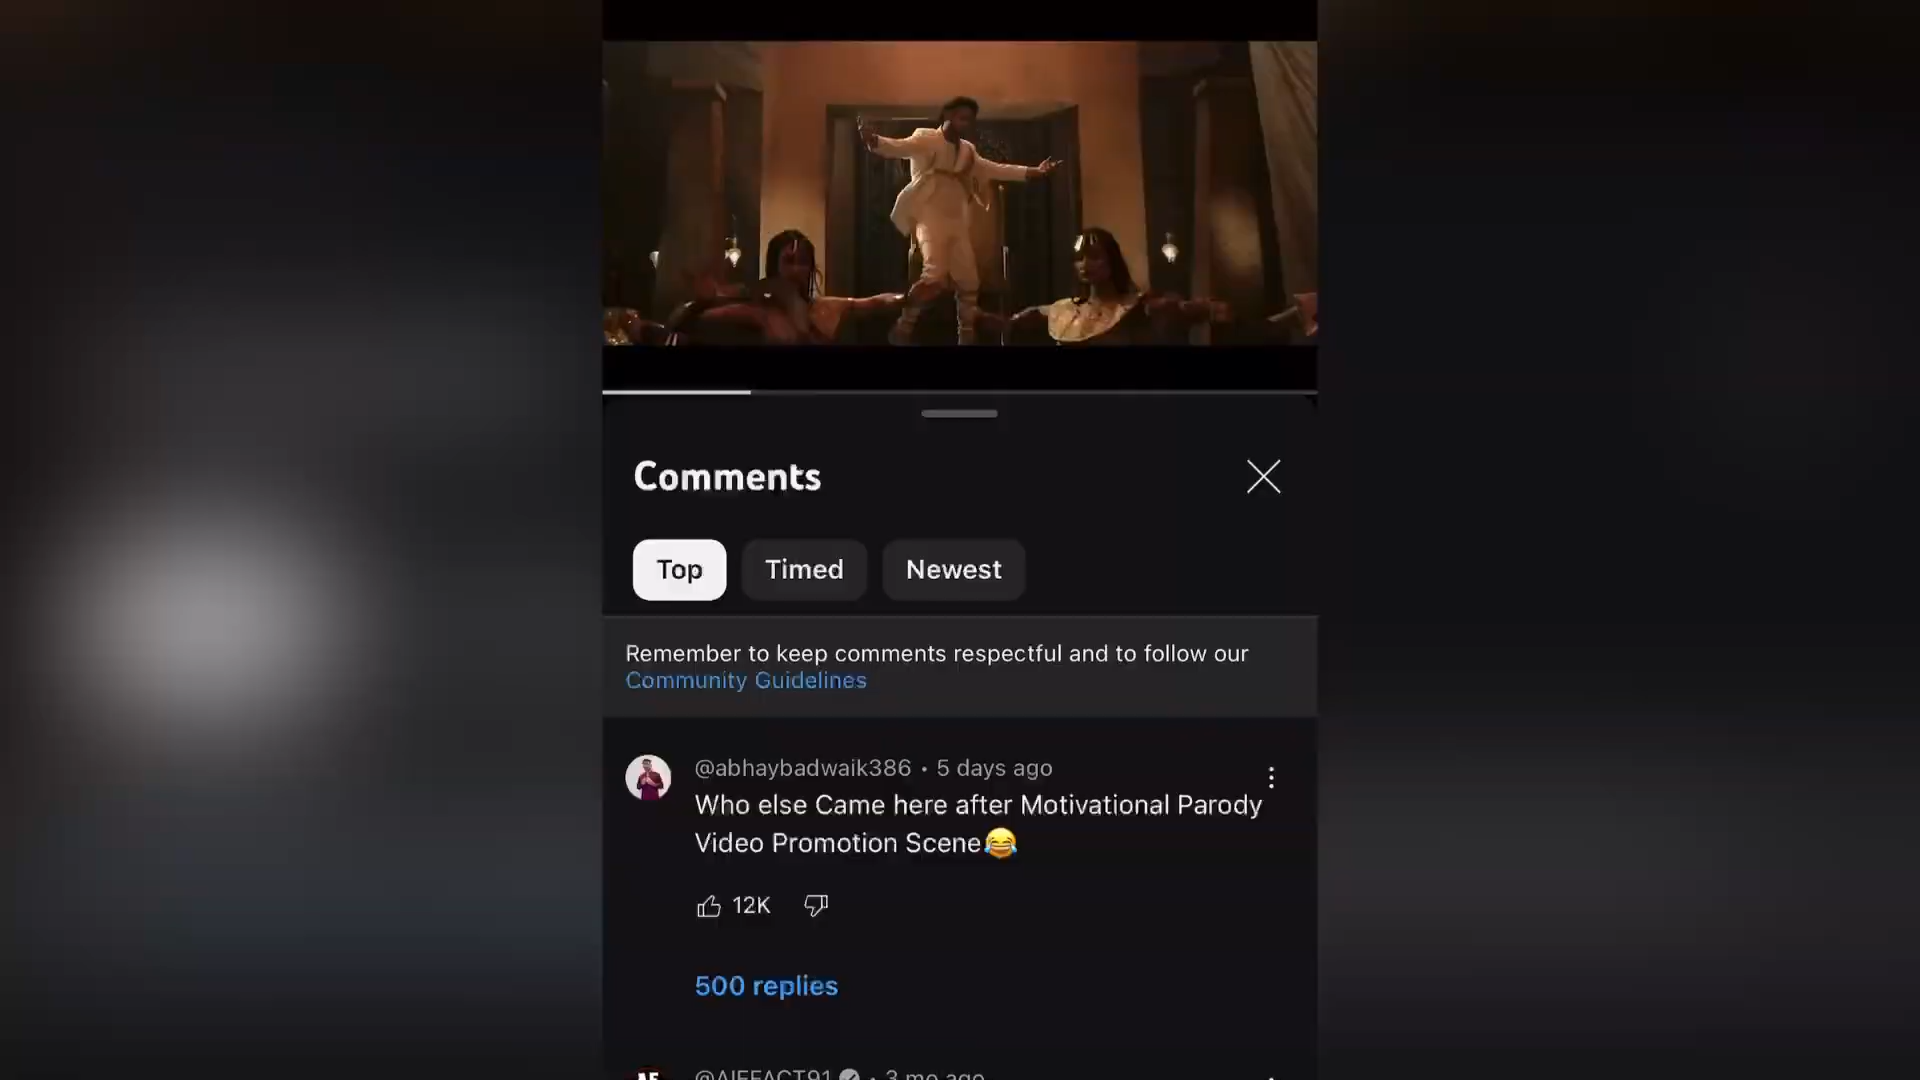 Comments
Top Timed Newest
Remember to keep comments respectful and to follow our
Community Guidelines
@abhaybadwaik386 • 5 days ago
Who else Came here after Motivational Parody
Video Promotion Scene😂
12K
500 replies
@AIFFACT91 • 3 mo ago